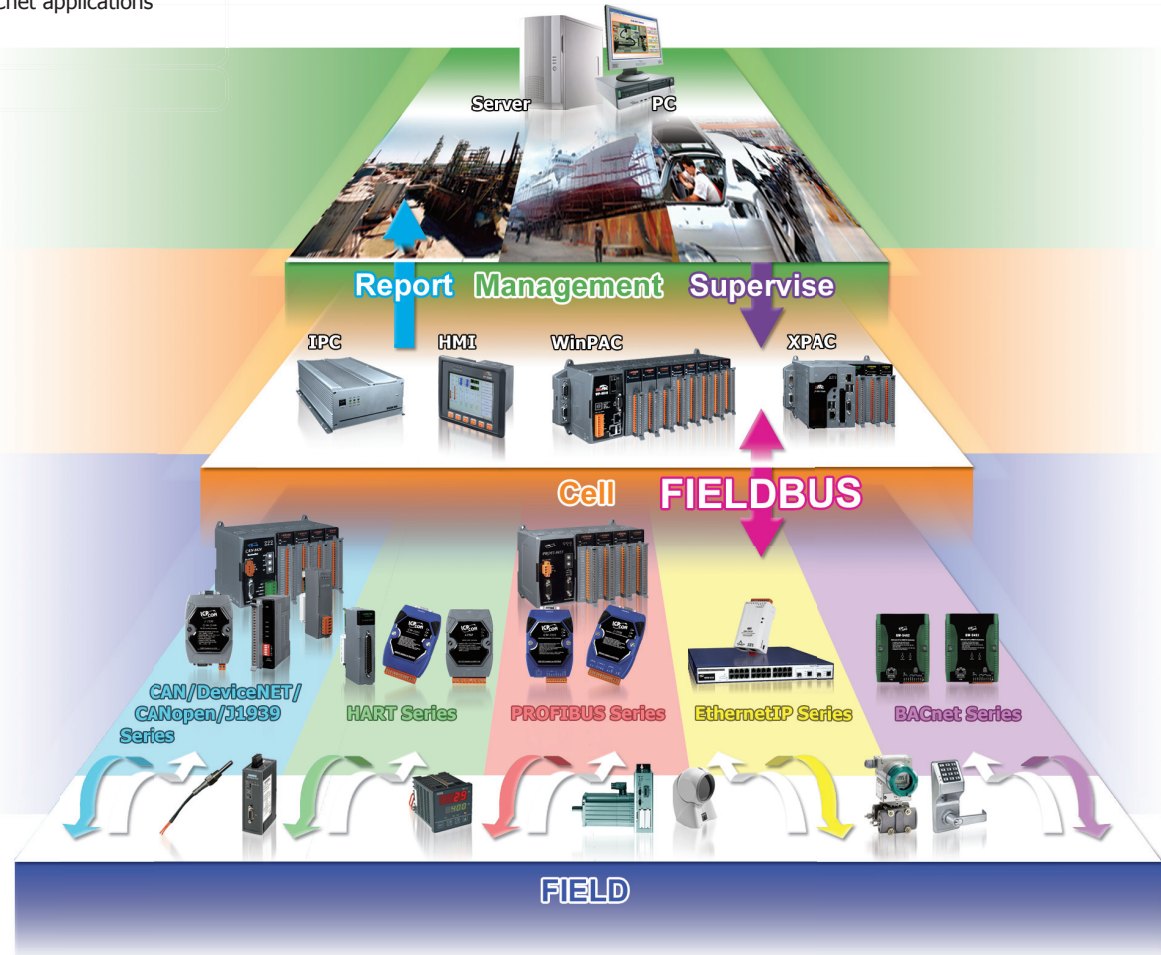 cnet applications
Server
PC
Report
Management
Supervise
IPC
HMI
WinPAC
XPAC
Cell
FIELDBUS
CAN/DeviceNET/
CANopen/J1939
Series
HART Series
PROFIBUS Series
EthernetIP Series
BACnet Series
FIELD